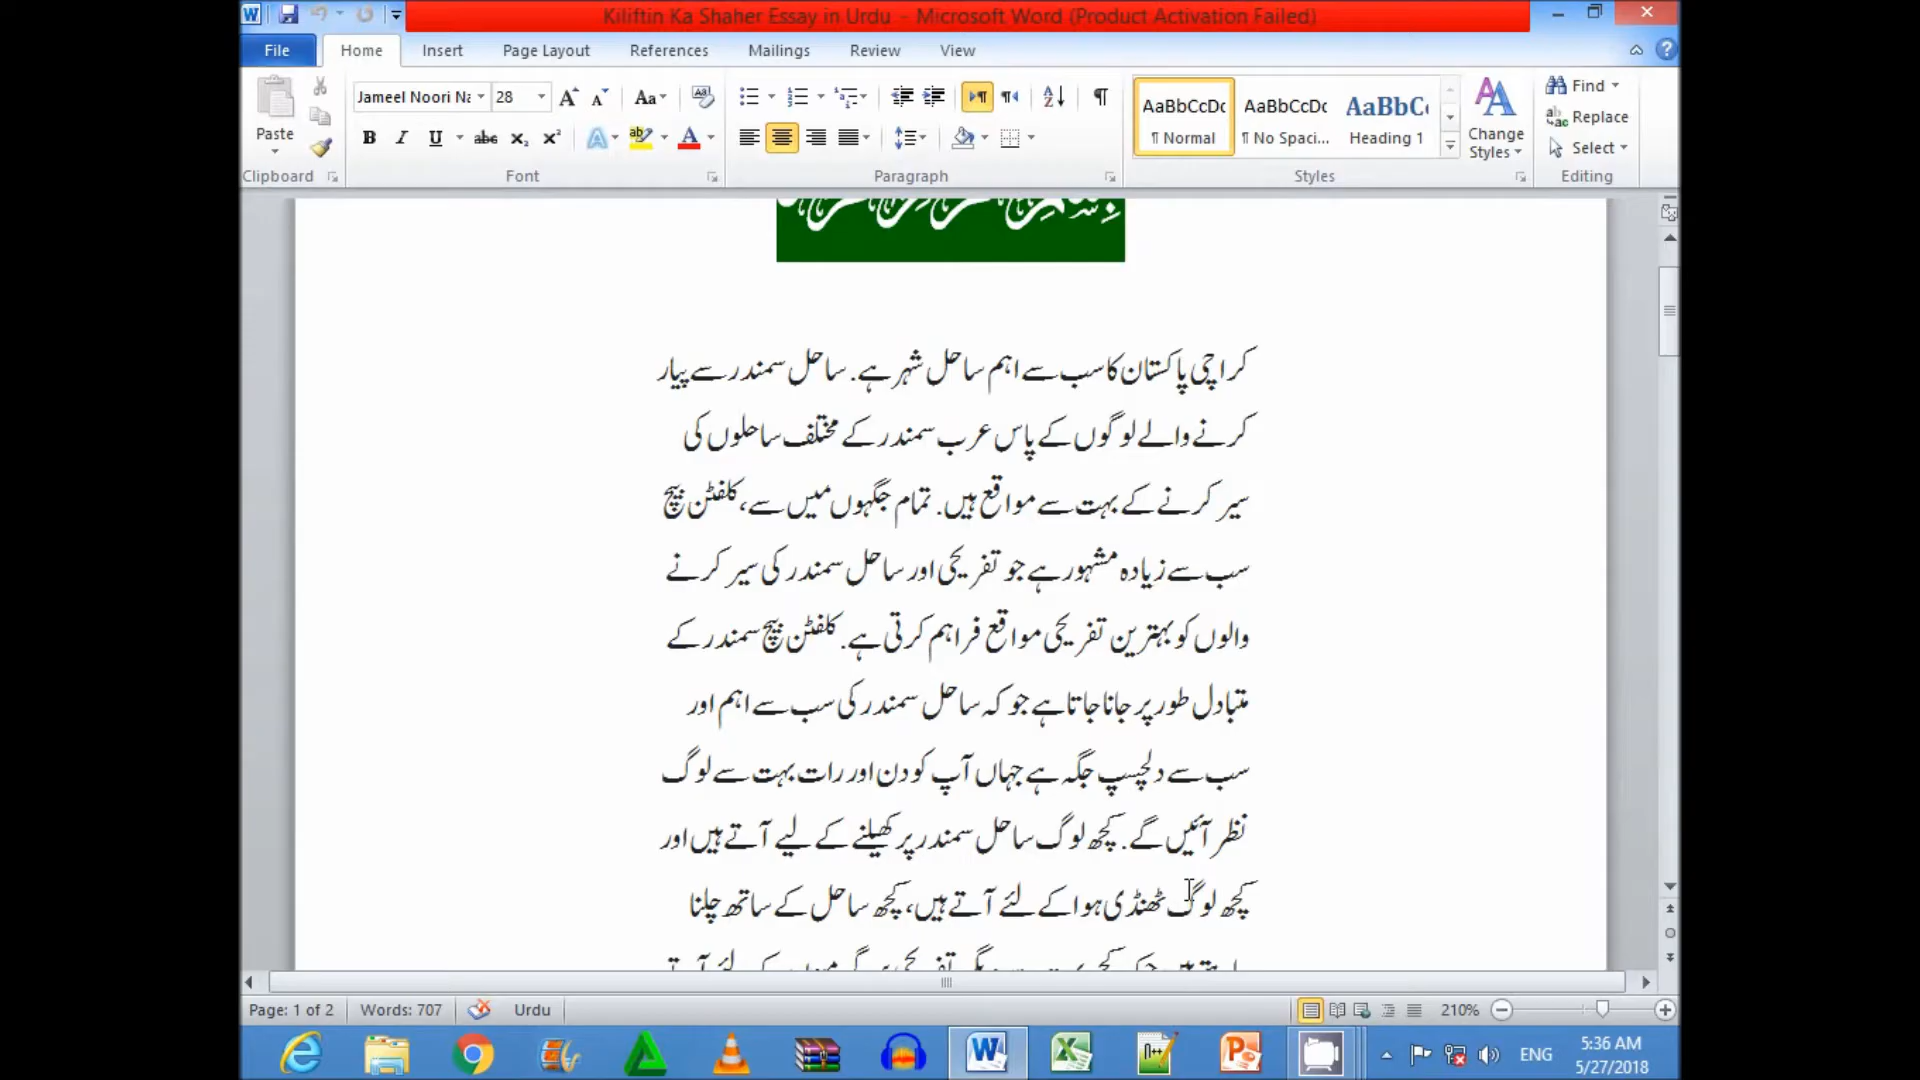 Kiliftin Ka Shaher Essay in Urdu - Microsoft Word (Product Activation Failed)
File Home Insert Page Layout References Mailings Review View
Jameel Noori Na 28
Paste
Change Styles
AaBbCcDc AaBbCcDc AaBbC
¶ Normal ¶ No Spaci... Heading 1
Find
Replace
Select
Clipboard Font Paragraph Styles Editing
کراچی پاکستان کا سب سے اہم ساحل شہر ہے. ساحل سمندر سے پیار
کرنے والے لوگوں کے پاس عرب سمندر کے مختلف ساحلوں کی
سیر کرنے کے بہت سے مواقع ہیں. تمام جگہوں میں سے، کلفٹن بیچ
سب سے زیادہ مشہور ہے جو تفریحی اور ساحل سمندر کی سیر کرنے
والوں کو بہترین تفریحی مواقع فراہم کرتی ہے. کلفٹن بیچ سمندر کے
متبادل طور پر جانا جاتا ہے جو کہ ساحل سمندر کی سب سے اہم اور
سب سے دلچسپ جگہ ہے جہاں آپ کو دن اور رات بہت سے لوگ
نظر آئیں گے. کچھ لوگ ساحل سمندر پر کھیلنے کے لیے آتے ہیں اور
کچھ لوگ ٹھنڈی ہوا کے لئے آتے ہیں، کچھ ساحل کے ساتھ چلنا
Page: 1 of 2 Words: 707 Urdu 210%
ENG
5:36 AM
5/27/2018